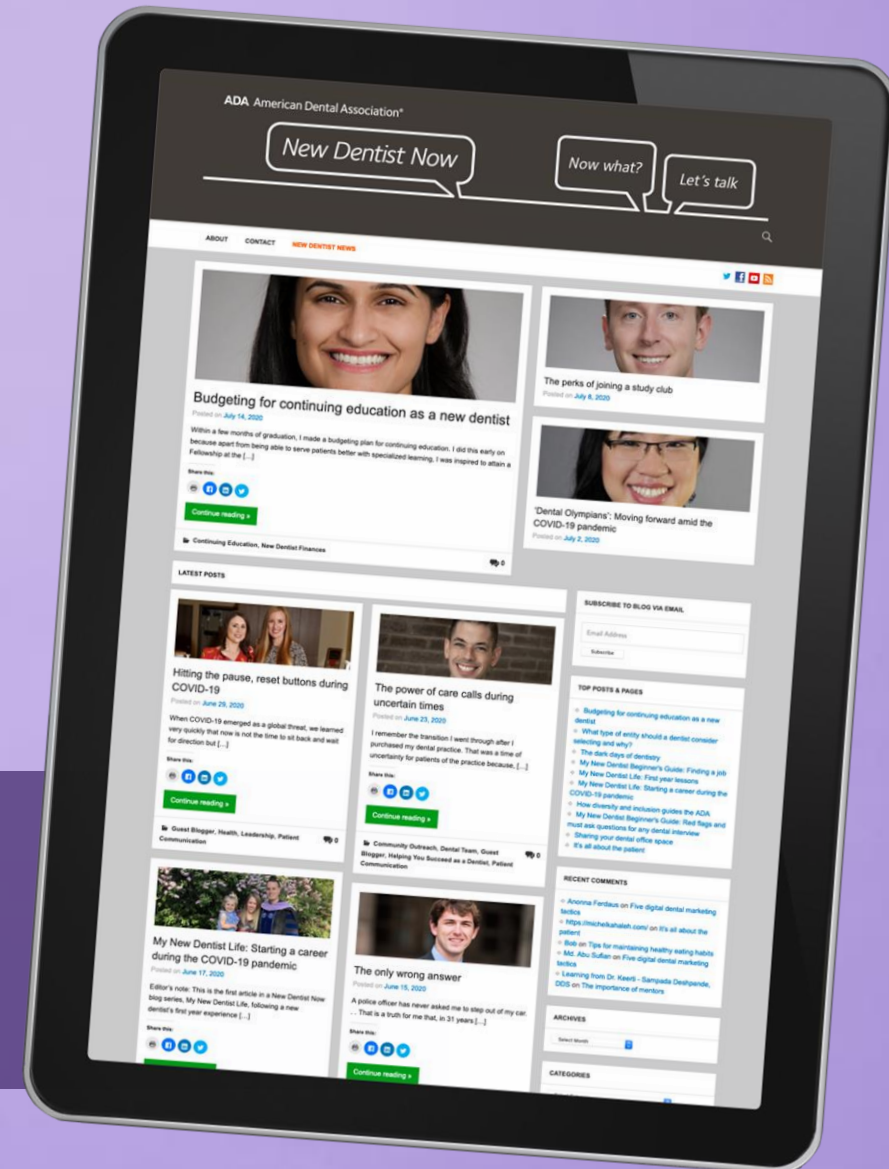 ADA American Dental Association®
New Dentist Now
Now what?
Let's talk
ABOUT
CONTACT
NEW DENTIST NEWS
Budgeting for continuing education as a new dentist
Posted on July 14, 2020
Within a few months of graduation, I made a budgeting plan for continuing education. I did this early on
because apart from being able to serve patients better with specialized learning, I was inspired to attain a
Fellowship at the [...]
Share this:
Continue reading »
Continuing Education, New Dentist Finances
0
The perks of joining a study club
Posted on July 8, 2020
'Dental Olympians': Moving forward amid the
COVID-19 pandemic
Posted on July 2, 2020
LATEST POSTS
Hitting the pause, reset buttons during
COVID-19
Posted on June 29, 2020
When COVID-19 emerged as a global threat, we learned
very quickly that now is not the time to sit back and wait
for direction but [...]
Share this:
Continue reading »
Guest Blogger, Health, Leadership, Patient
Communication
0
The power of care calls during
uncertain times
Posted on June 23, 2020
I remember the transition I went through after I
purchased my dental practice. That was a time of
uncertainty for patients of the practice because, [...]
Share this:
Continue reading »
Community Outreach, Dental Team, Guest
Blogger, Helping You Succeed as a Dentist, Patient
Communication
0
My New Dentist Life: Starting a career
during the COVID-19 pandemic
Posted on June 17, 2020
Editor's note: This is the first article in a New Dentist Now
blog series, My New Dentist Life, following a new
dentist's first year experience [...]
Share this:
The only wrong answer
Posted on June 15, 2020
A police officer has never asked me to step out of my car.
. . That is a truth for me that, in 31 years [...]
Share this:
Continue reading »
SUBSCRIBE TO BLOG VIA EMAIL
Email Address
Subscribe
TOP POSTS & PAGES
Budgeting for continuing education as a new
dentist
What type of entity should a dentist consider
selecting and why?
The dark days of dentistry
My New Dentist Beginner's Guide: Finding a job
My New Dentist Life: First year lessons
My New Dentist Life: Starting a career during the
COVID-19 pandemic
How diversity and inclusion guides the ADA
My New Dentist Beginner's Guide: Red flags and
must ask questions for any dental interview
Sharing your dental office space
It's all about the patient
RECENT COMMENTS
Anonna Ferdaus on Five digital dental marketing
tactics
https://michelkahaleh.com/ on It's all about the
patient
Bob on Tips for maintaining healthy eating habits
Md. Abu Sufian on Five digital dental marketing
tactics
Learning from Dr. Keerti - Sampada Deshpande,
DDS on The importance of mentors
ARCHIVES
Select Month
CATEGORIES